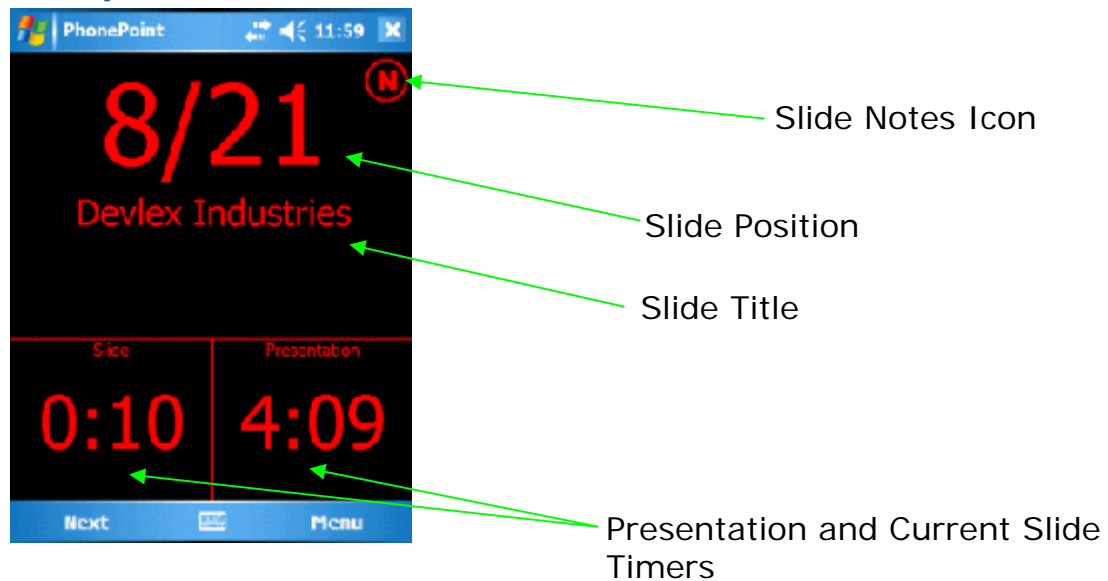 PhonePoint 11:59
N
8/21
Devlex Industries
Slide Presentation
0:10 4:09
Next Menu
Slide Notes Icon
Slide Position
Slide Title
Presentation and Current Slide
Timers